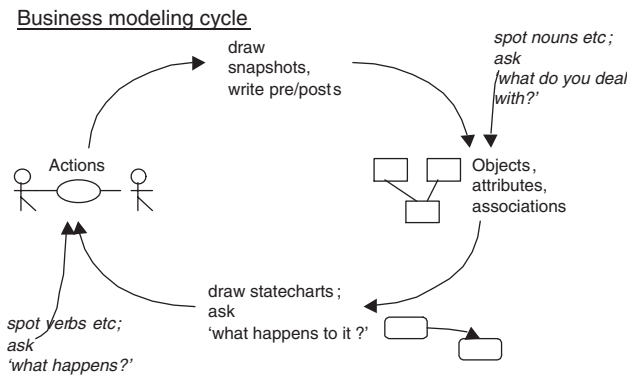 Business modeling cycle
draw
snapshots,
write pre/posts
spot nouns etc;
ask
'what do you deal
with?'
Actions
Objects,
attributes,
associations
draw statecharts;
ask
'what happens to it ?'
spot verbs etc;
ask
'what happens?'